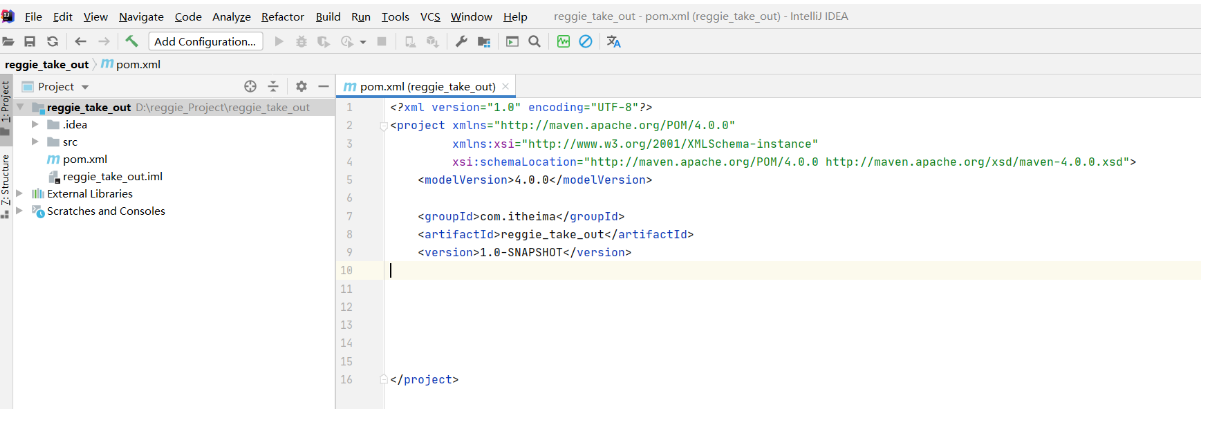 File Edit View Navigate Code Analyze Refactor Build Run Tools VCS Window Help reggie_take_out - pom.xml (reggie_take_out) - IntelliJ IDEA
Add Configuration...
reggie_take_out pom.xml
Project
pom.xml (reggie_take_out)
1: Project
Z: Structure
reggie_take_out D:\reggie_Project\reggie_take_out
.idea
src
pom.xml
reggie_take_out.iml
External Libraries
Scratches and Consoles
1 <?xml version="1.0" encoding="UTF-8"?>
2 <project xmlns="http://maven.apache.org/POM/4.0.0"
3 xmlns:xsi="http://www.w3.org/2001/XMLSchema-instance"
4 xsi:schemaLocation="http://maven.apache.org/POM/4.0.0 http://maven.apache.org/xsd/maven-4.0.0.xsd">
5 <modelVersion>4.0.0</modelVersion>
6
7 <groupId>com.itheima</groupId>
8 <artifactId>reggie_take_out</artifactId>
9 <version>1.0-SNAPSHOT</version>
10
11
12
13
14
15
16 </project>